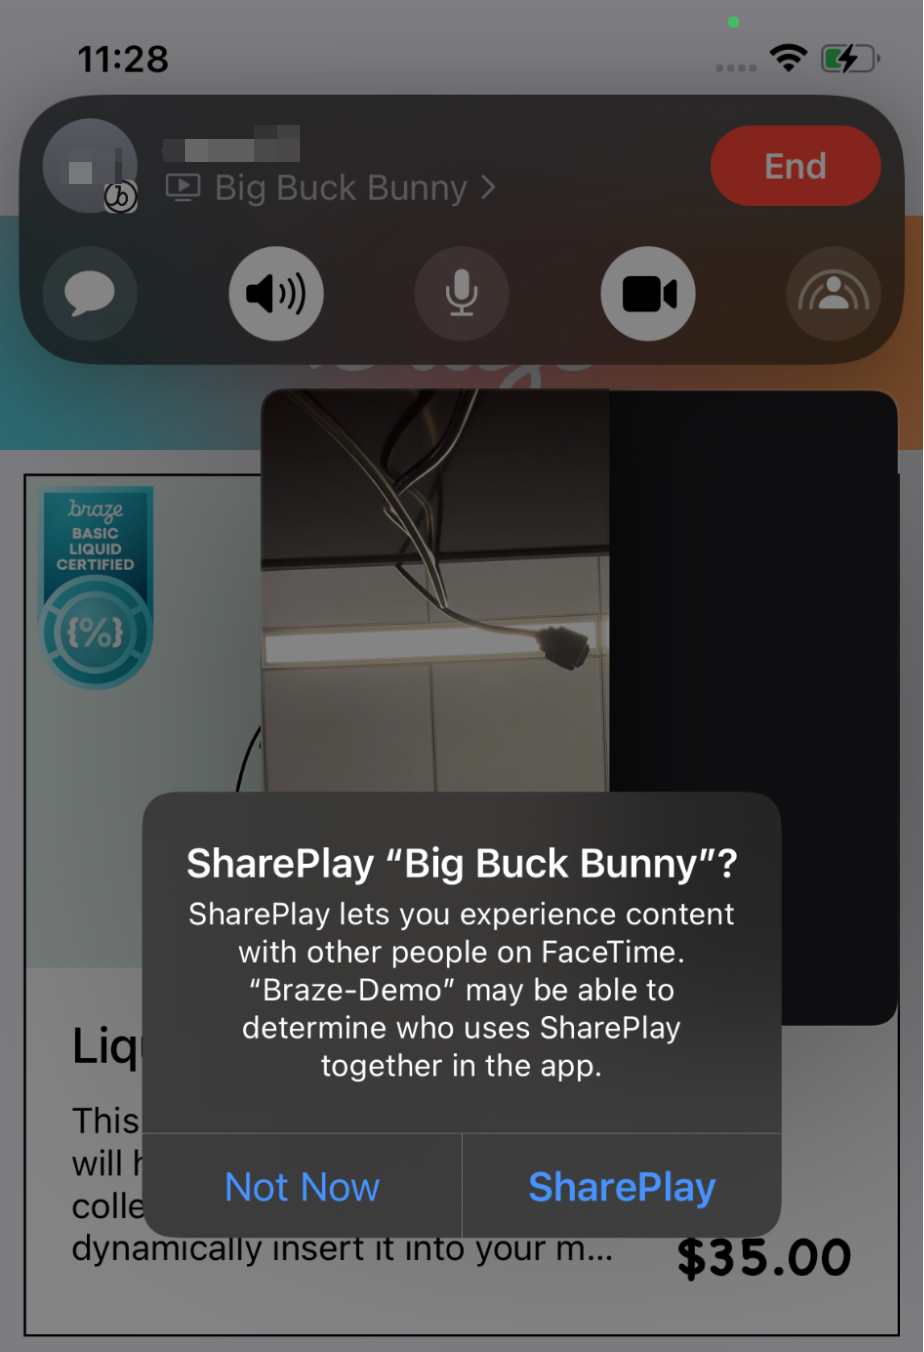 11:28
Big Buck Bunny
End
braze
BASIC
LIQUID
CERTIFIED
{%}
SharePlay “Big Buck Bunny”?
SharePlay lets you experience content
with other people on FaceTime.
“Braze-Demo” may be able to
determine who uses SharePlay
together in the app.
Not Now
SharePlay
This
will
dynamically insert it into your m...
$35.00